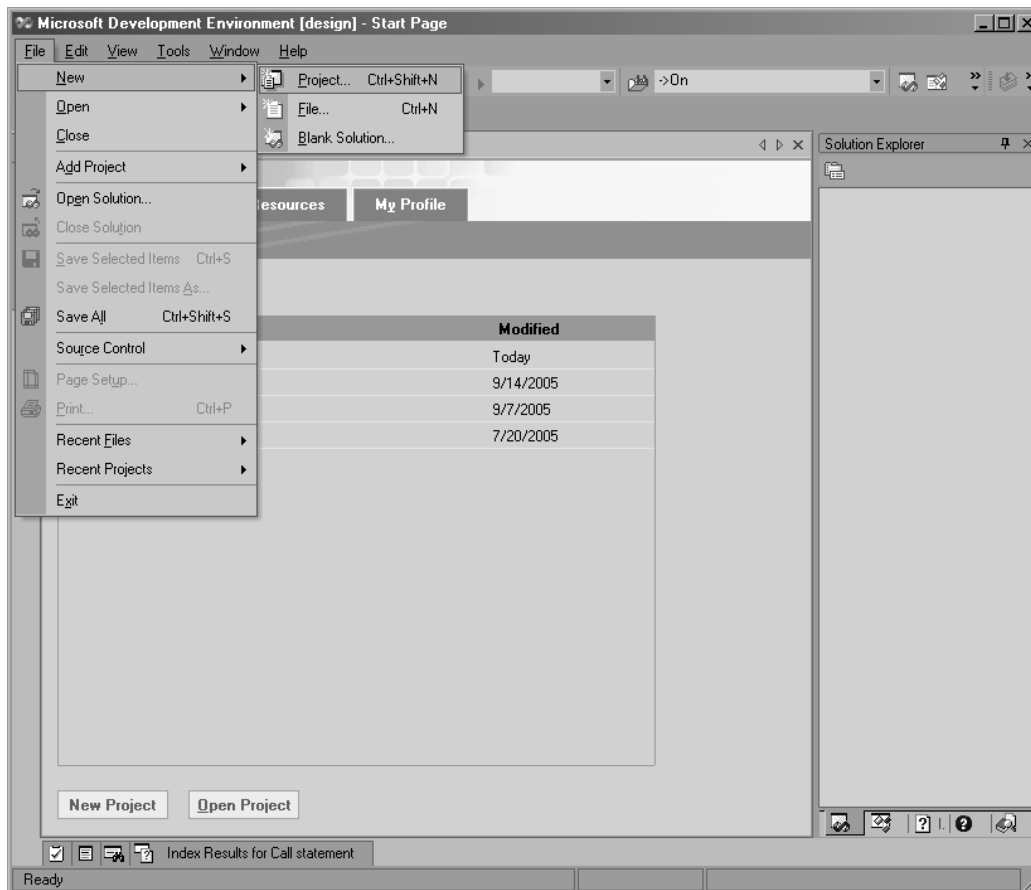 Microsoft Development Environment [design] - Start Page
File Edit View Tools Window Help
New
Project... Ctrl+Shift+N
->On
Open
File... Ctrl+N
Close
Blank Solution...
Solution Explorer
Add Project
Open Solution...
esources My Profile
Close Solution
Save Selected Items Ctrl+S
Save Selected Items As...
Save All Ctrl+Shift+S
Modified
Source Control
Today
Page Setup...
9/14/2005
Print... Ctrl+P
9/7/2005
Recent Files
7/20/2005
Recent Projects
Exit
New Project Open Project
Index Results for Call statement
Ready